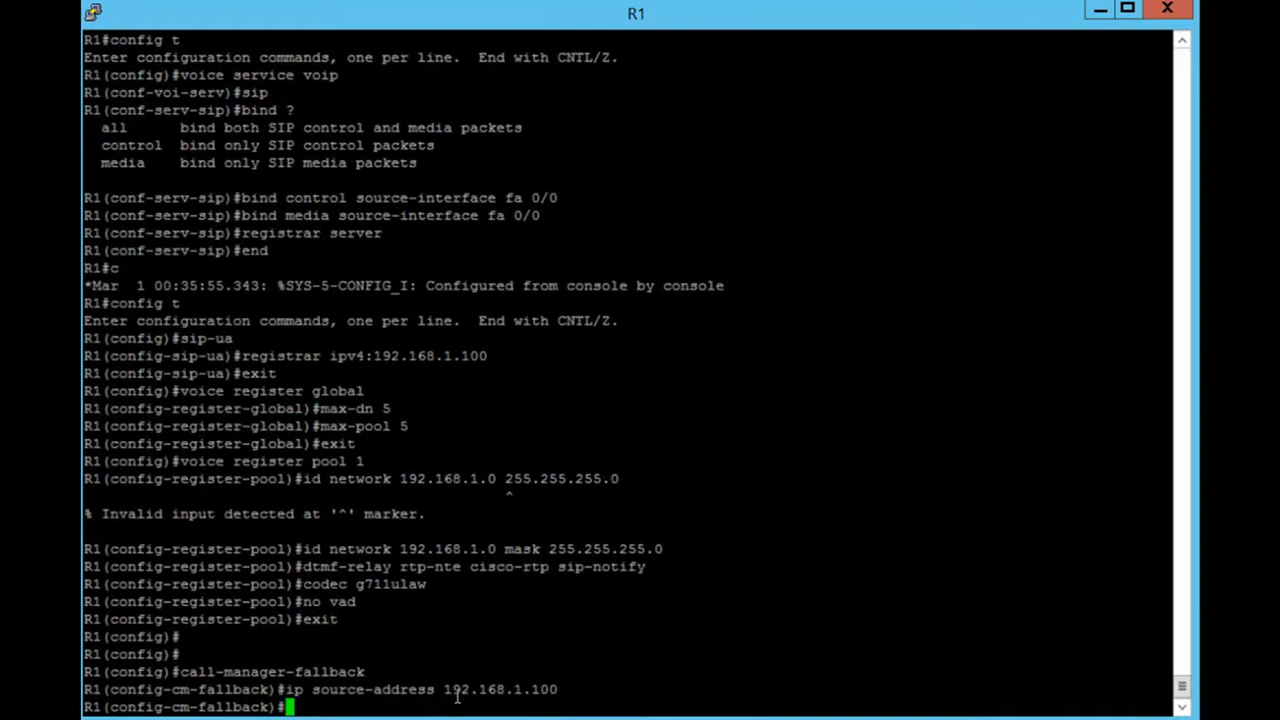 R1
R1#config t
Enter configuration commands, one per line.  End with CNTL/Z.
R1(config)#voice service voip
R1(conf-voi-serv)#sip
R1(conf-serv-sip)#bind ?
  all      bind both SIP control and media packets
  control  bind only SIP control packets
  media    bind only SIP media packets
R1(conf-serv-sip)#bind control source-interface fa 0/0
R1(conf-serv-sip)#bind media source-interface fa 0/0
R1(conf-serv-sip)#registrar server
R1(conf-serv-sip)#end
R1#c
*Mar  1 00:35:55.343: %SYS-5-CONFIG_I: Configured from console by console
R1#config t
Enter configuration commands, one per line.  End with CNTL/Z.
R1(config)#sip-ua
R1(config-sip-ua)#registrar ipv4:192.168.1.100
R1(config-sip-ua)#exit
R1(config)#voice register global
R1(config-register-global)#max-dn 5
R1(config-register-global)#max-pool 5
R1(config-register-global)#exit
R1(config)#voice register pool 1
R1(config-register-pool)#id network 192.168.1.0 255.255.255.0
^
% Invalid input detected at '^' marker.
R1(config-register-pool)#id network 192.168.1.0 mask 255.255.255.0
R1(config-register-pool)#dtmf-relay rtp-nte cisco-rtp sip-notify
R1(config-register-pool)#codec g711ulaw
R1(config-register-pool)#no vad
R1(config-register-pool)#exit
R1(config)#
R1(config)#
R1(config)#call-manager-fallback
R1(config-cm-fallback)#ip source-address 192.168.1.100
R1(config-cm-fallback)#